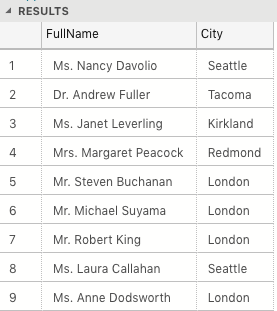 RESULTS
FullName City
1 Ms. Nancy Davolio Seattle
2 Dr. Andrew Fuller Tacoma
3 Ms. Janet Leverling Kirkland
4 Mrs. Margaret Peacock Redmond
5 Mr. Steven Buchanan London
6 Mr. Michael Suyama London
7 Mr. Robert King London
8 Ms. Laura Callahan Seattle
9 Ms. Anne Dodsworth London